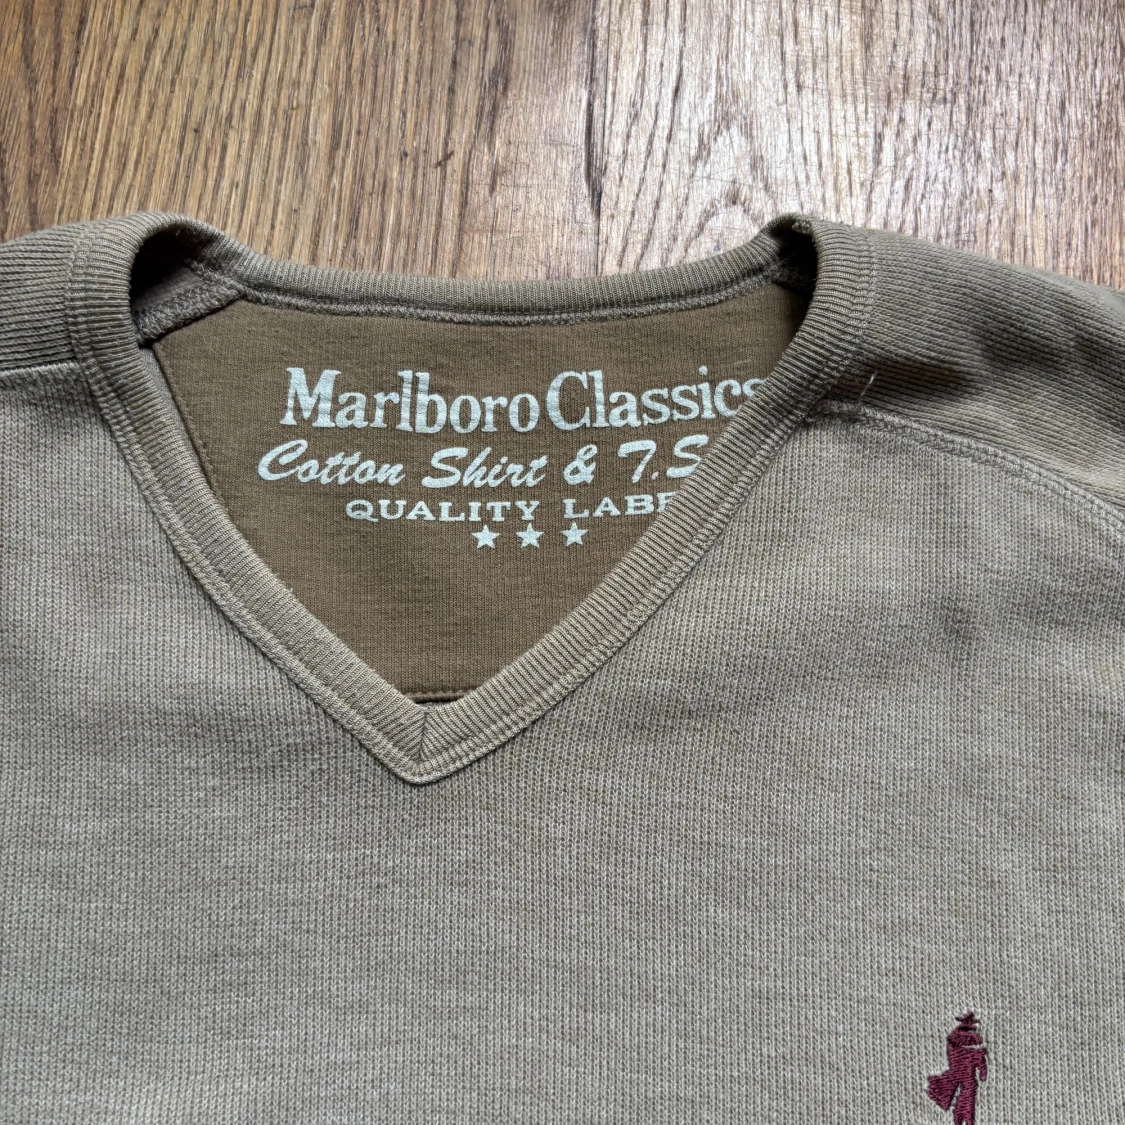 Marlboro Classics
Cotton Shirt & T.S
QUALITY LABE